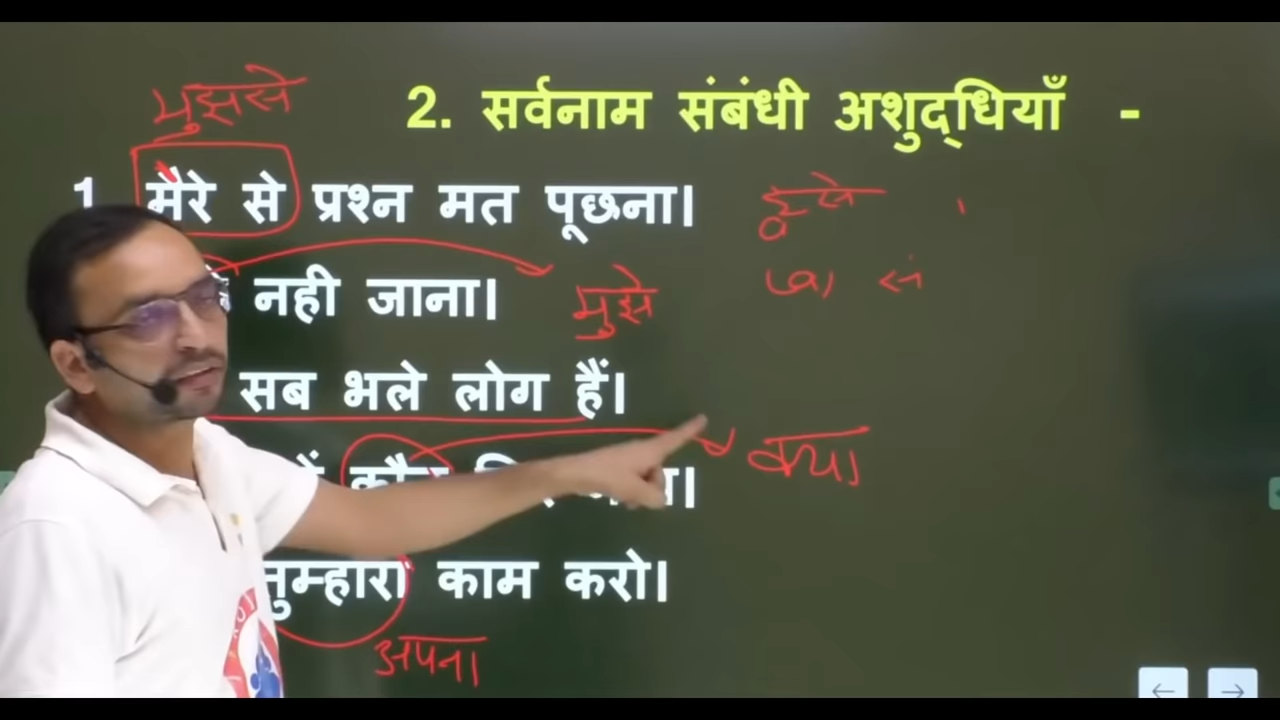 मुझसे
2. सर्वनाम संबंधी अशुद्धियाँ -
1. मेरे से प्रश्न मत पूछना।
नही जाना।
मुझे
सब भले लोग हैं।
कौन
क्या
तुम्हारा काम करो।
अपना